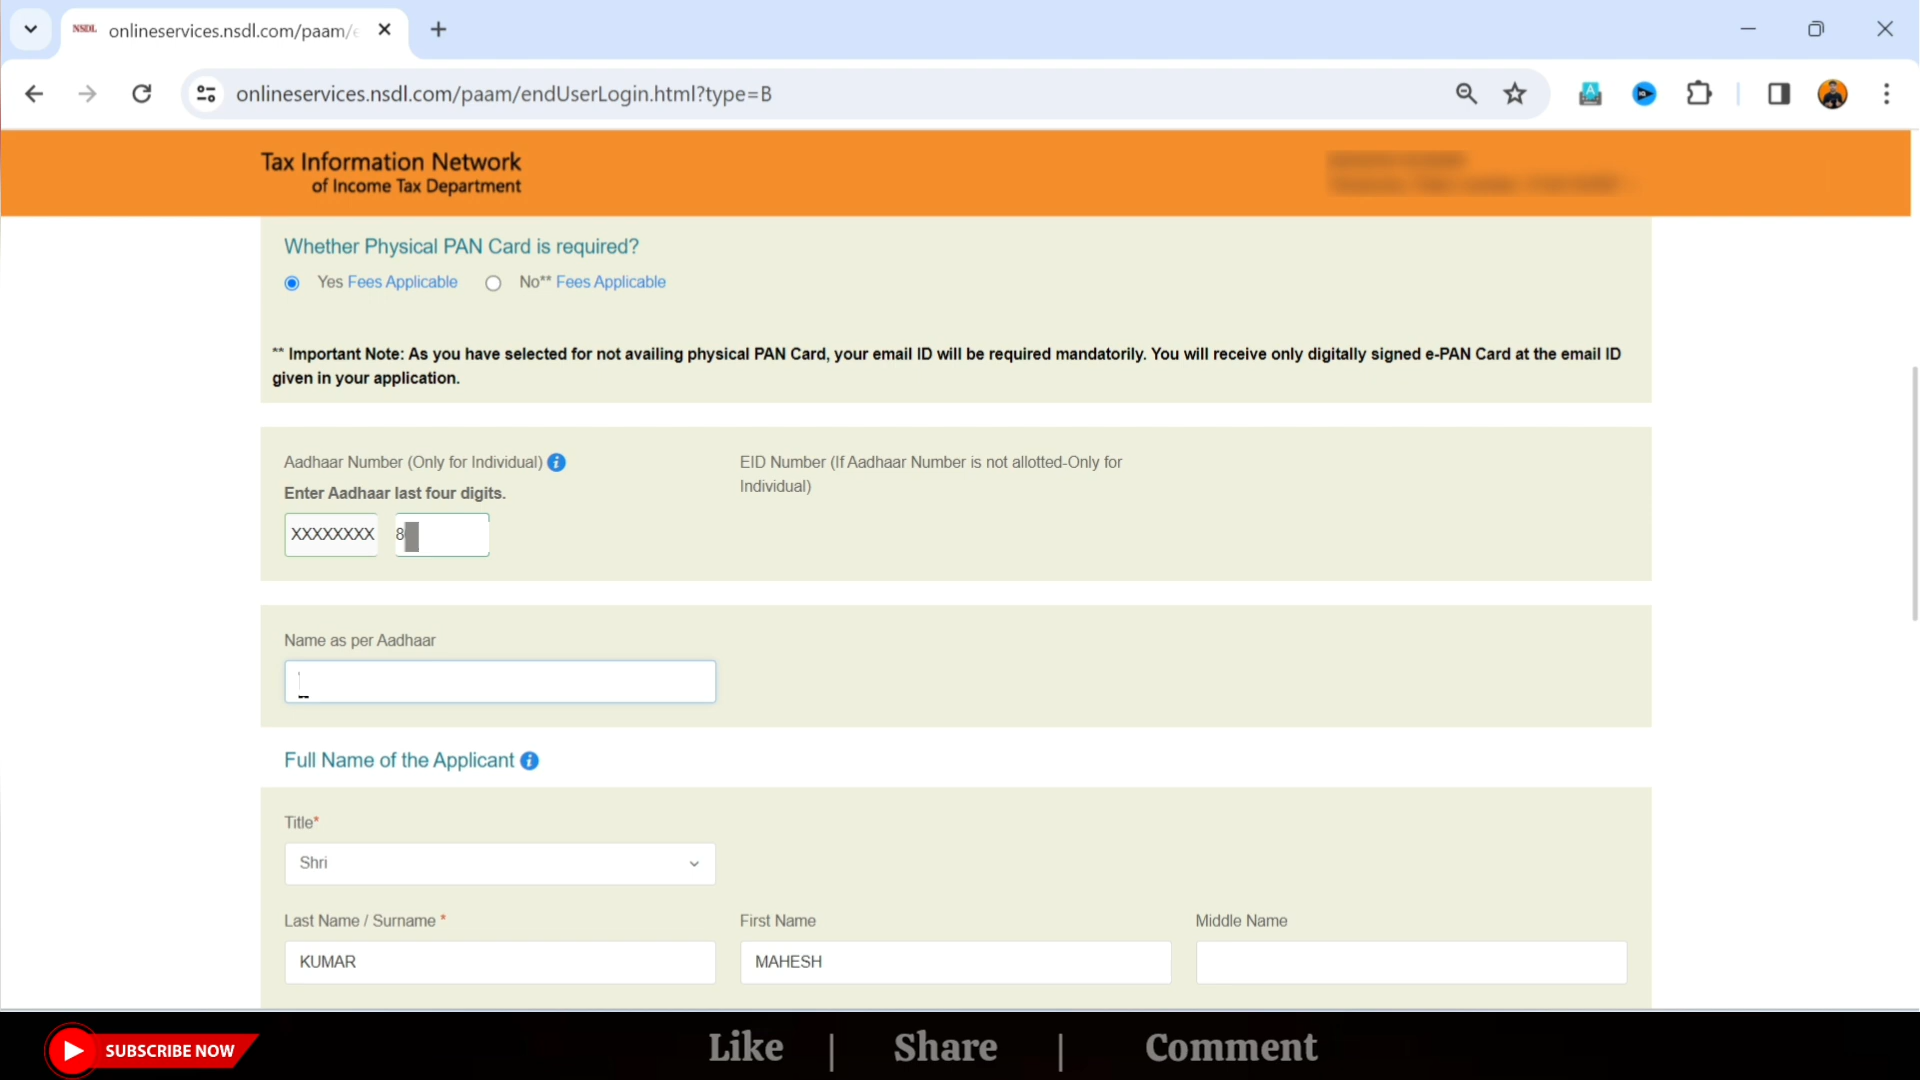 NSDL onlineservices.nsdl.com/paam/e
onlineservices.nsdl.com/paam/endUserLogin.html?type=B
Tax Information Network
of Income Tax Department
Whether Physical PAN Card is required?
Yes Fees Applicable No** Fees Applicable
** Important Note: As you have selected for not availing physical PAN Card, your email ID will be required mandatorily. You will receive only digitally signed e-PAN Card at the email ID
given in your application.
Aadhaar Number (Only for Individual)
Enter Aadhaar last four digits.
XXXXXXXX 8
EID Number (If Aadhaar Number is not allotted-Only for
Individual)
Name as per Aadhaar
Full Name of the Applicant
Title*
Shri
Last Name / Surname * First Name Middle Name
KUMAR MAHESH
SUBSCRIBE NOW Like | Share | Comment